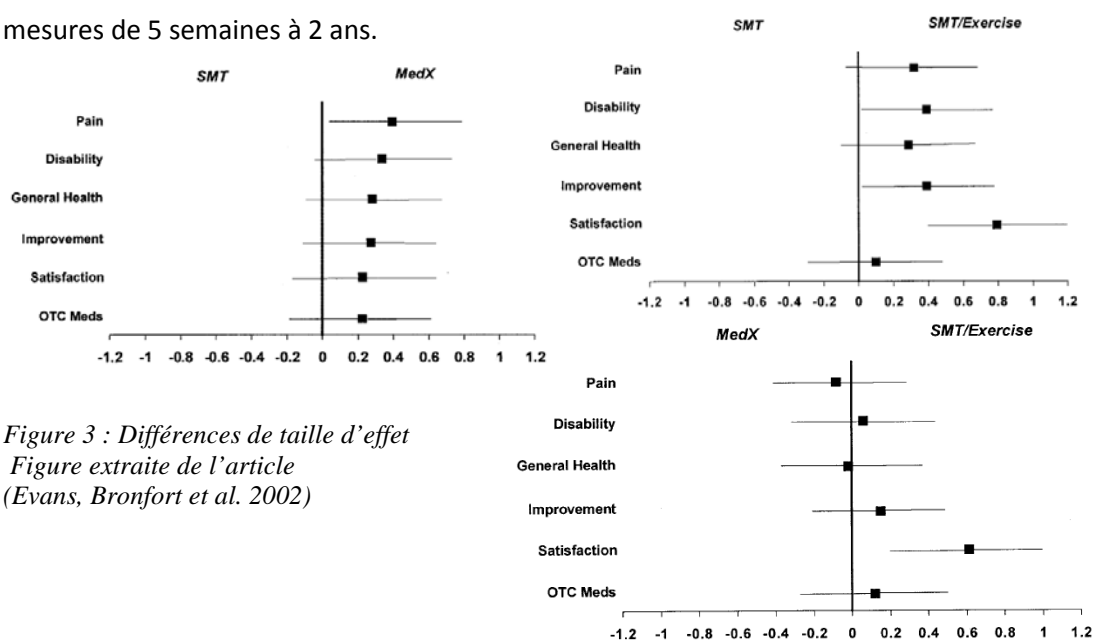 mesures de 5 semaines à 2 ans.
SMT MedX
Pain
Disability
General Health
Improvement
Satisfaction
OTC Meds
-1.2 -1 -0.8 -0.6 -0.4 -0.2 0 0.2 0.4 0.6 0.8 1 1.2
SMT SMT/Exercise
Pain
Disability
General Health
Improvement
Satisfaction
OTC Meds
-1.2 -1 -0.8 -0.6 -0.4 -0.2 0 0.2 0.4 0.6 0.8 1 1.2
MedX SMT/Exercise
Pain
Disability
General Health
Improvement
Satisfaction
OTC Meds
-1.2 -1 -0.8 -0.6 -0.4 -0.2 0 0.2 0.4 0.6 0.8 1 1.2
Figure 3 : Différences de taille d’effet
Figure extraite de l’article
(Evans, Bronfort et al. 2002)